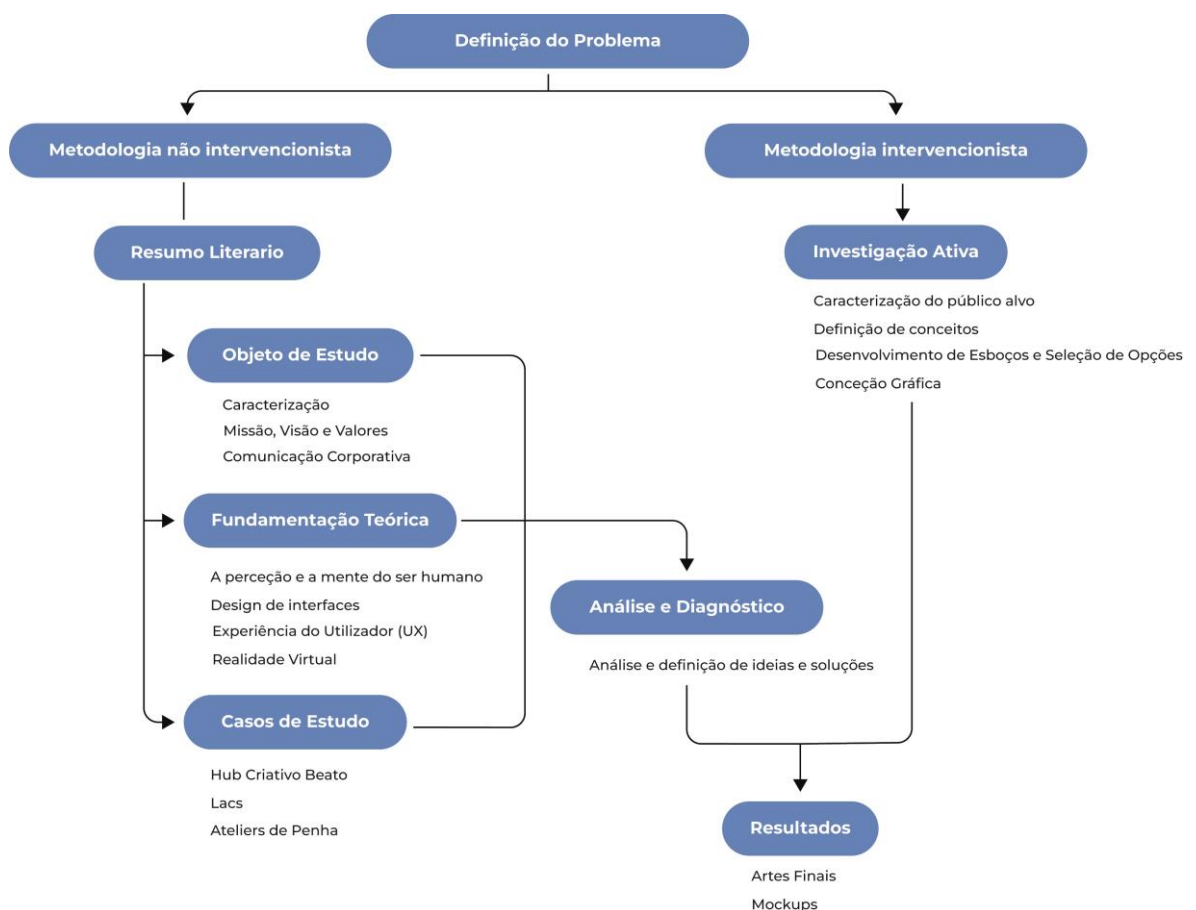 Definição do Problema
Metodologia não intervencionista
Metodologia intervencionista
Resumo Literario
Investigação Ativa
Caracterização do público alvo
Definição de conceitos
Desenvolvimento de Esboços e Seleção de Opções
Conceção Gráfica
Objeto de Estudo
Caracterização
Missão, Visão e Valores
Comunicação Corporativa
Fundamentação Teórica
A perceção e a mente do ser humano
Design de interfaces
Experiência do Utilizador (UX)
Realidade Virtual
Análise e Diagnóstico
Análise e definição de ideias e soluções
Casos de Estudo
Hub Criativo Beato
Lacs
Ateliers de Penha
Resultados
Artes Finais
Mockups